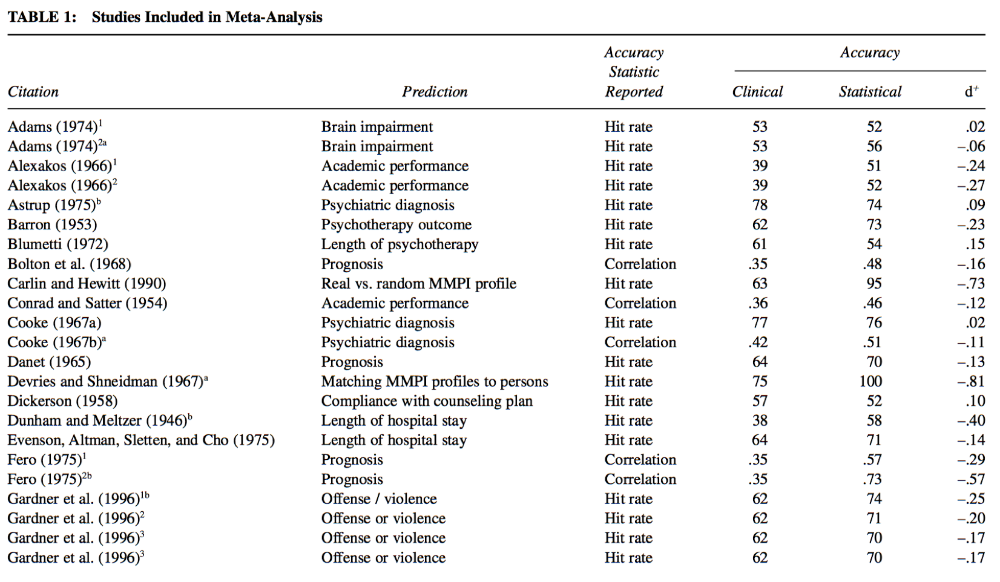 TABLE 1: Studies Included in Meta-Analysis
Accuracy Accuracy
Statistic
Citation Prediction Reported Clinical Statistical d+
Adams (1974)1 Brain impairment Hit rate 53 52 .02
Adams (1974)2a Brain impairment Hit rate 53 56 –.06
Alexakos (1966)1 Academic performance Hit rate 39 51 –.24
Alexakos (1966)2 Academic performance Hit rate 39 52 –.27
Astrup (1975)b Psychiatric diagnosis Hit rate 78 74 .09
Barron (1953) Psychotherapy outcome Hit rate 62 73 –.23
Blumetti (1972) Length of psychotherapy Hit rate 61 54 .15
Bolton et al. (1968) Prognosis Correlation .35 .48 –.16
Carlin and Hewitt (1990) Real vs. random MMPI profile Hit rate 63 95 –.73
Conrad and Satter (1954) Academic performance Correlation .36 .46 –.12
Cooke (1967a) Psychiatric diagnosis Hit rate 77 76 .02
Cooke (1967b)a Psychiatric diagnosis Correlation .42 .51 –.11
Danet (1965) Prognosis Hit rate 64 70 –.13
Devries and Shneidman (1967)a Matching MMPI profiles to persons Hit rate 75 100 –.81
Dickerson (1958) Compliance with counseling plan Hit rate 57 52 .10
Dunham and Meltzer (1946)b Length of hospital stay Hit rate 38 58 –.40
Evenson, Altman, Sletten, and Cho (1975) Length of hospital stay Hit rate 64 71 –.14
Fero (1975)1 Prognosis Correlation .35 .57 –.29
Fero (1975)2b Prognosis Correlation .35 .73 –.57
Gardner et al. (1996)1b Offense / violence Hit rate 62 74 –.25
Gardner et al. (1996)2 Offense or violence Hit rate 62 71 –.20
Gardner et al. (1996)3 Offense or violence Hit rate 62 70 –.17
Gardner et al. (1996)3 Offense or violence Hit rate 62 70 –.17